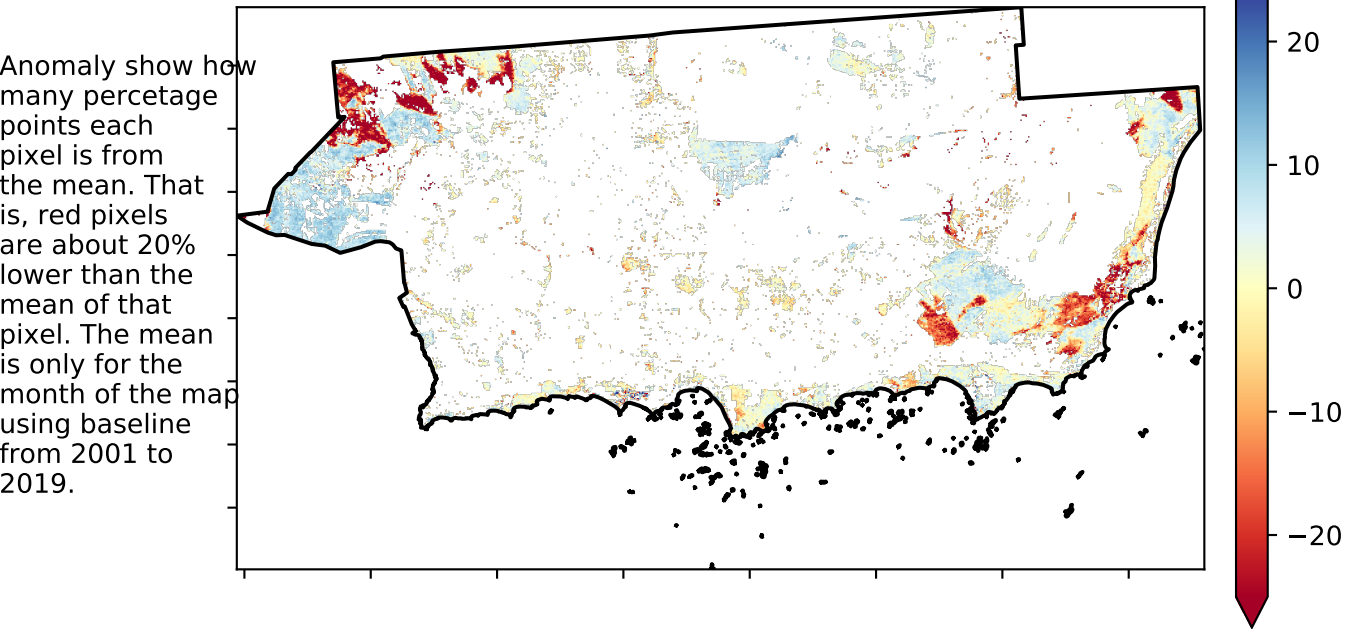 Anomaly show how
many percetage
points each
pixel is from
the mean. That
is, red pixels
are about 20%
lower than the
mean of that
pixel. The mean
is only for the
month of the map
using baseline
from 2001 to
2019.
20
10
0
−10
−20